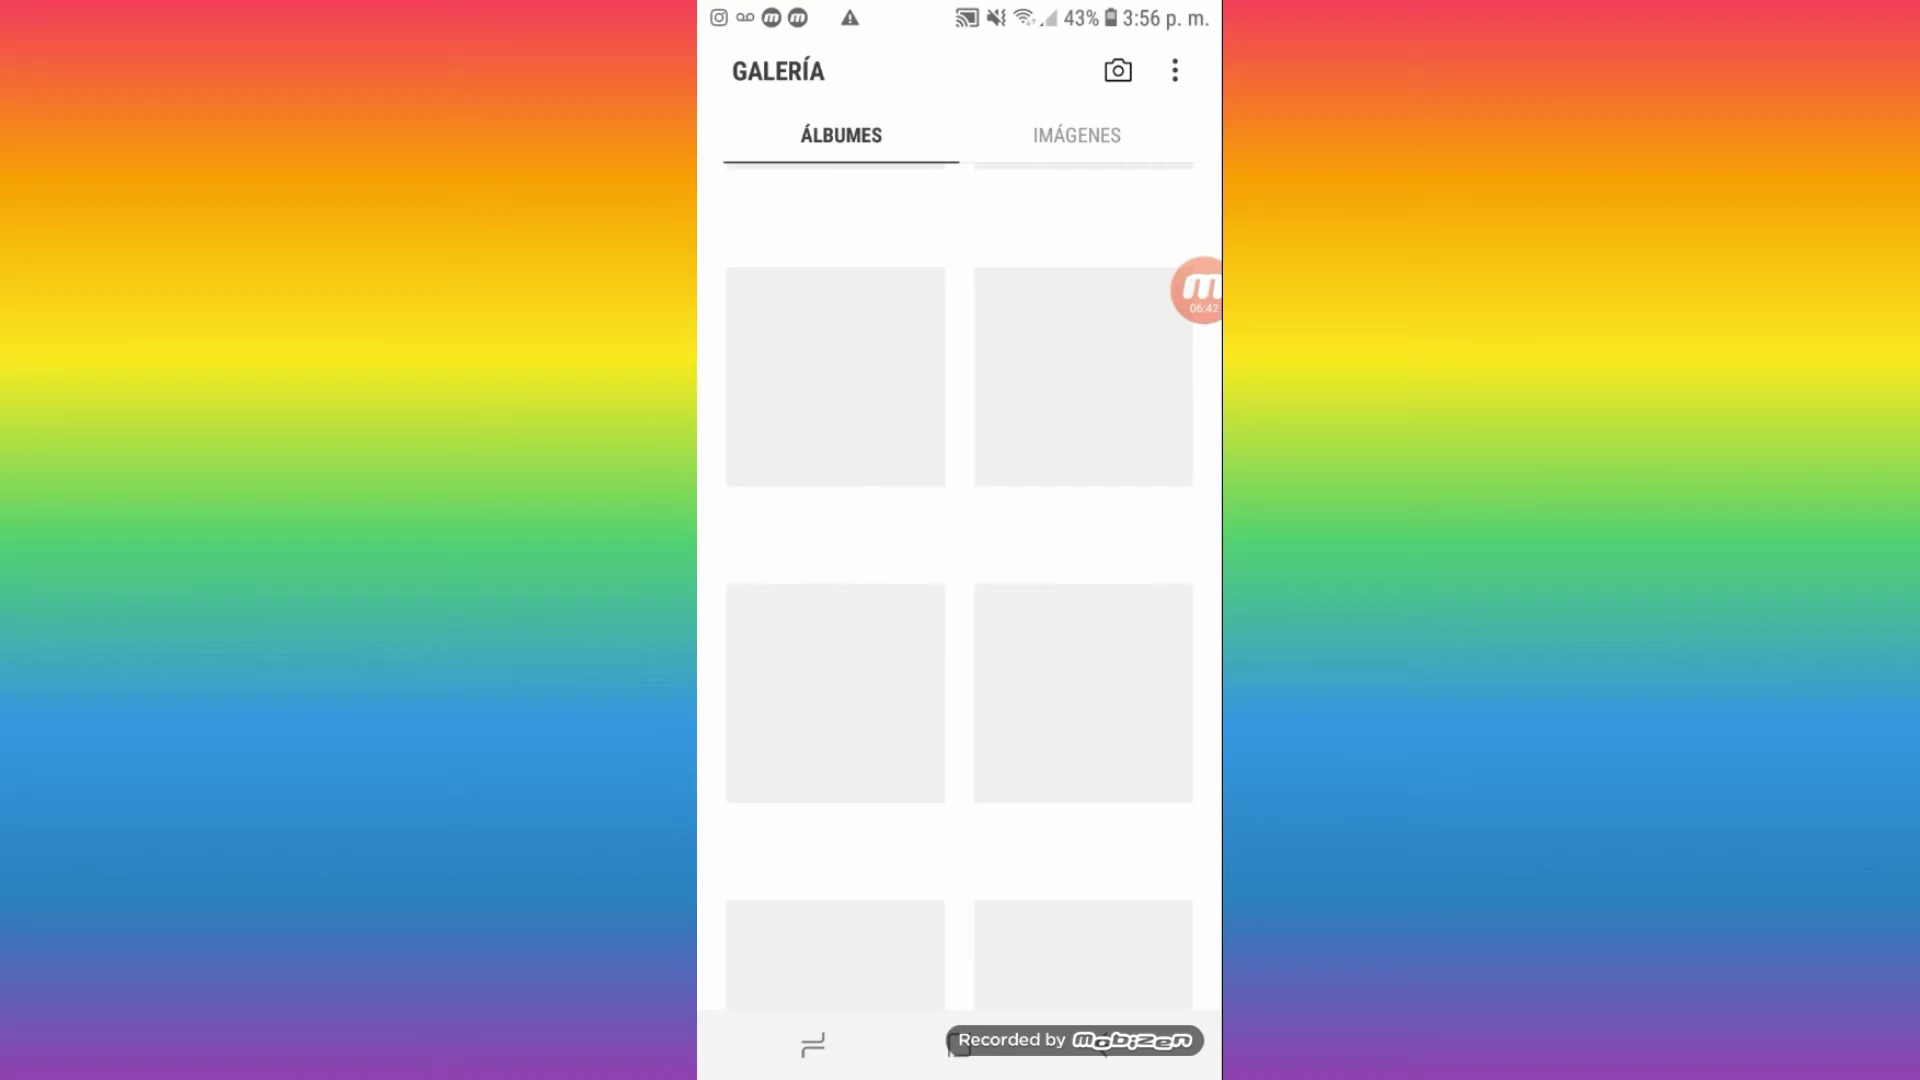 43% 3:56 p. m.
GALERÍA
ÁLBUMES IMÁGENES
m
06:42
Recorded by mobizen